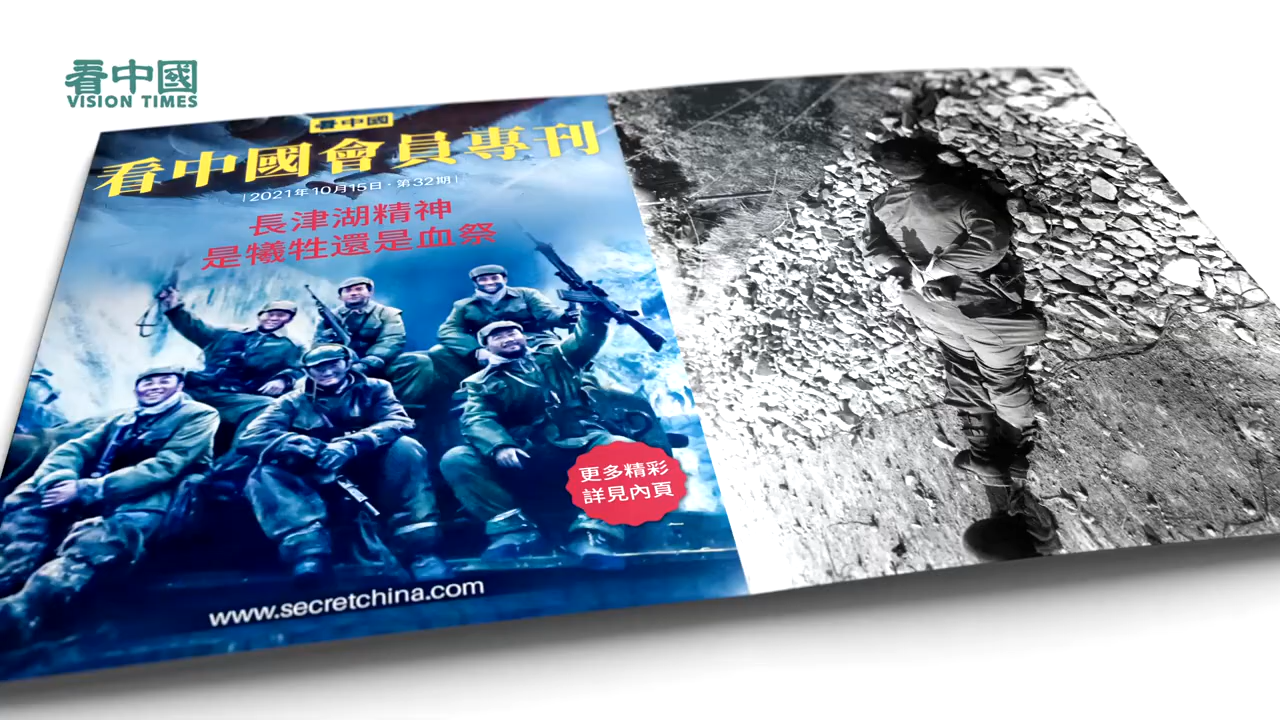 看中國
VISION TIMES
看中國
看中國會員專刊
|2021年10月15日·第32期|
長津湖精神
是犧牲還是血祭
更多精彩
詳見內頁
www.secretchina.com